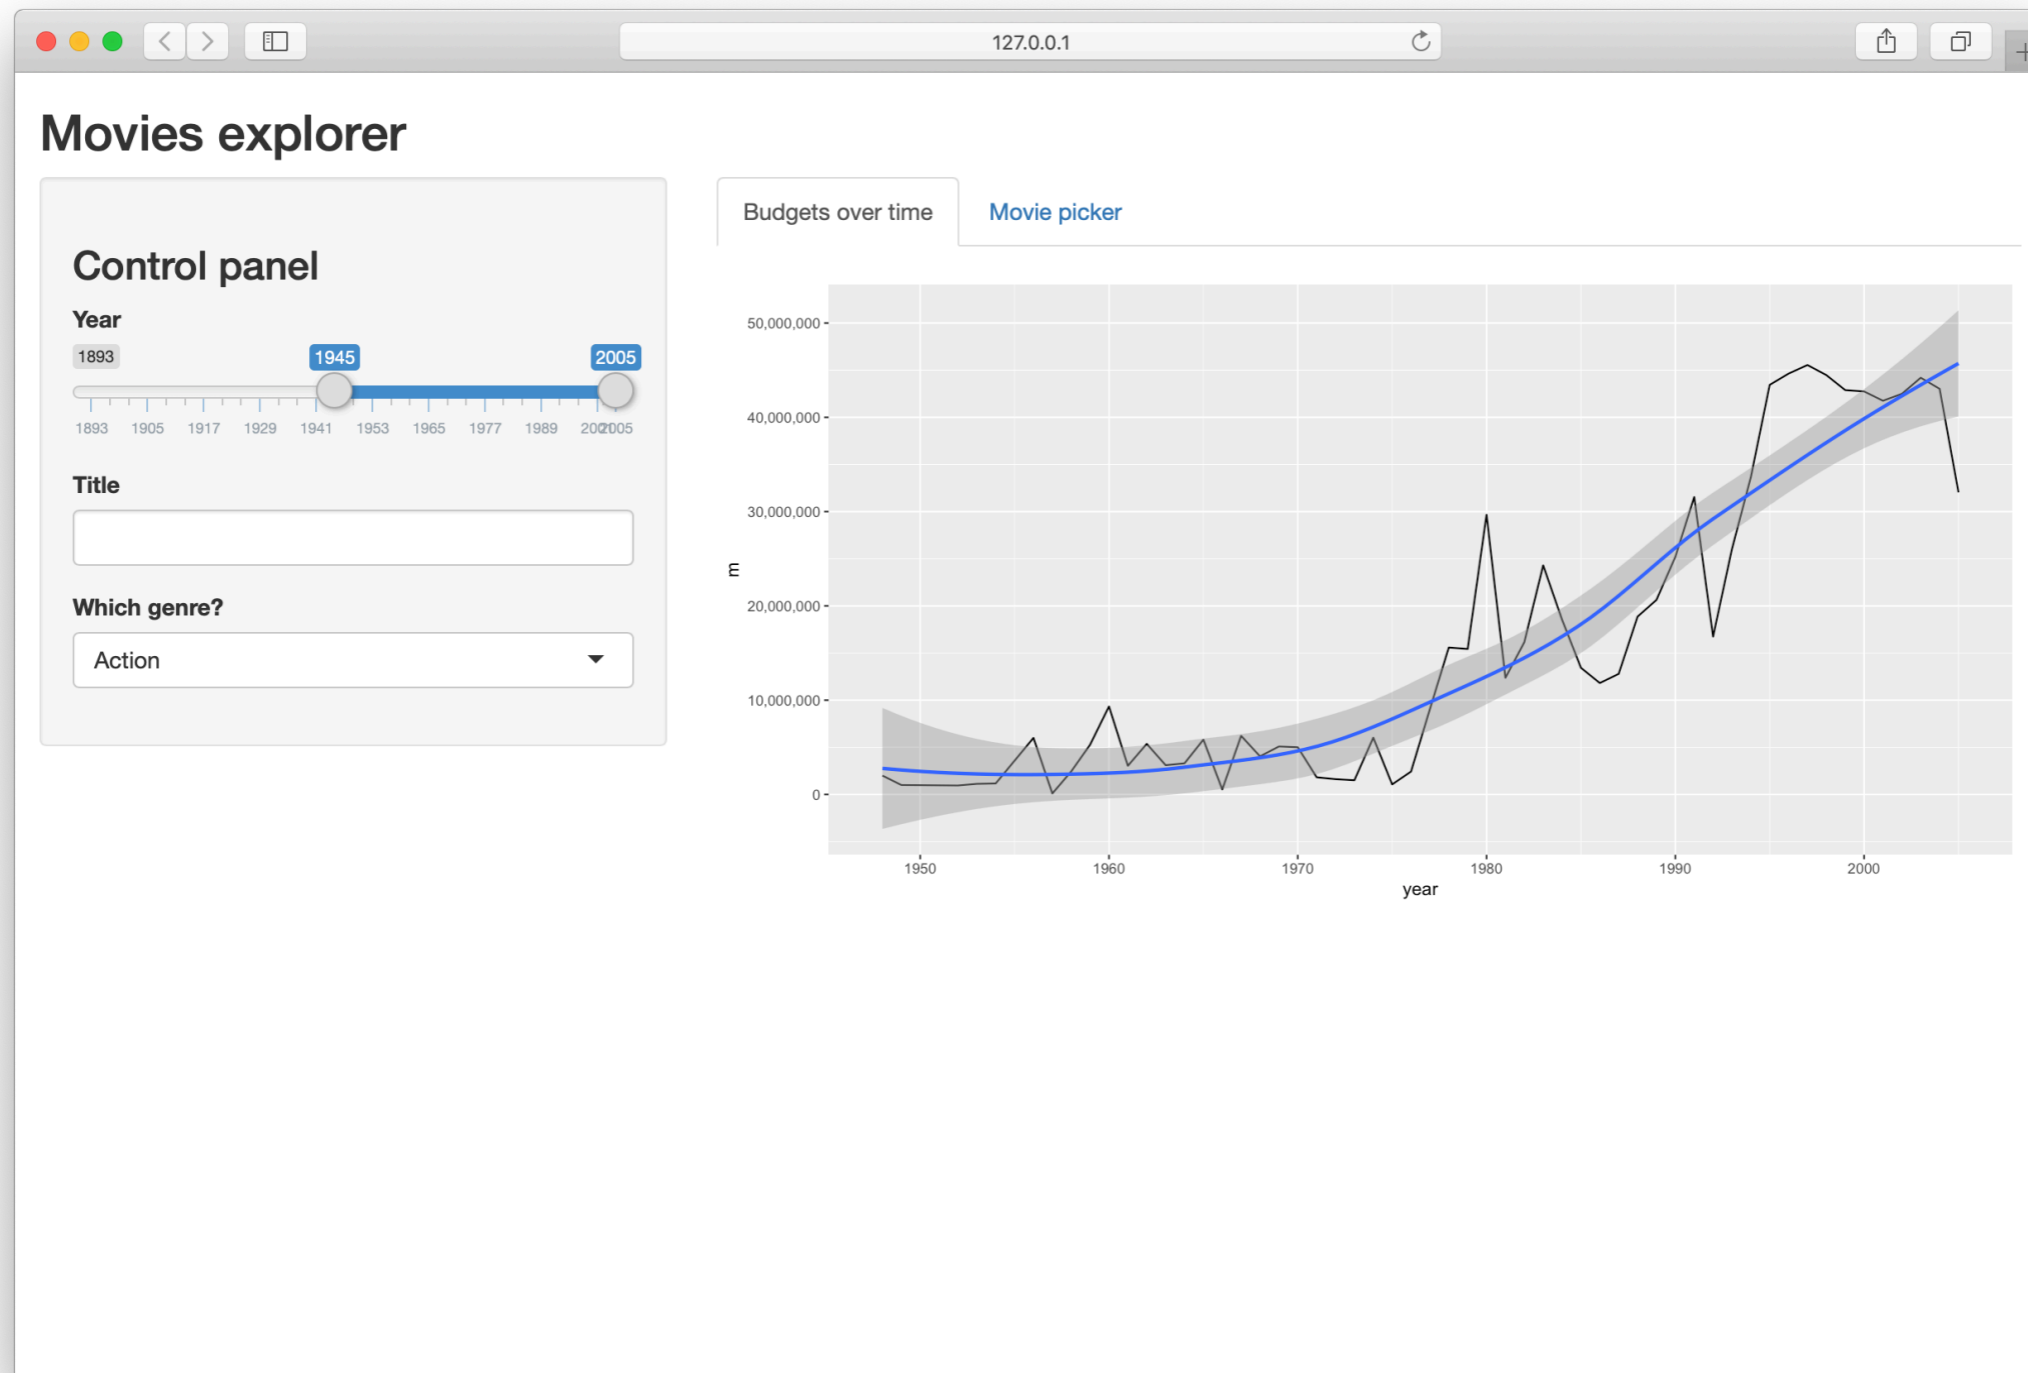 127.0.0.1
Movies explorer
Control panel
Year
1893 1945 2005
1893 1905 1917 1929 1941 1953 1965 1977 1989 2001 2005
Title
Which genre?
Action
Budgets over time Movie picker
50,000,000
40,000,000
30,000,000
20,000,000
10,000,000
0
m
1950 1960 1970 1980 1990 2000
year